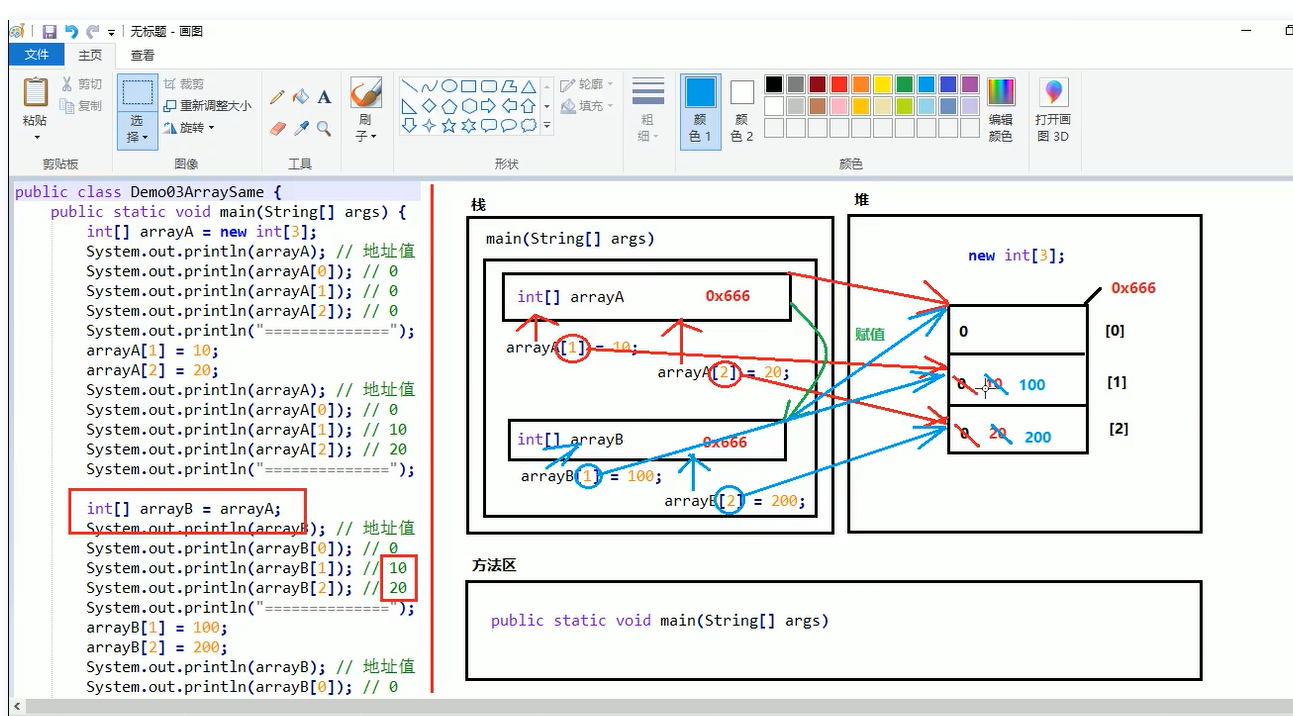 无标题 - 画图
文件 主页 查看
粘贴
剪切
复制
剪贴板
选择
裁剪
重新调整大小
旋转
图像
A
工具
刷子
轮廓
填充
形状
粗细
颜色 1
颜色 2
编辑颜色
颜色
打开画图 3D
public class Demo03ArraySame {
public static void main(String[] args) {
int[] arrayA = new int[3];
System.out.println(arrayA); // 地址值
System.out.println(arrayA[0]); // 0
System.out.println(arrayA[1]); // 0
System.out.println(arrayA[2]); // 0
System.out.println("==============");
arrayA[1] = 10;
arrayA[2] = 20;
System.out.println(arrayA); // 地址值
System.out.println(arrayA[0]); // 0
System.out.println(arrayA[1]); // 10
System.out.println(arrayA[2]); // 20
System.out.println("==============");
int[] arrayB = arrayA;
System.out.println(arrayB); // 地址值
System.out.println(arrayB[0]); // 0
System.out.println(arrayB[1]); // 10
System.out.println(arrayB[2]); // 20
System.out.println("==============");
arrayB[1] = 100;
arrayB[2] = 200;
System.out.println(arrayB); // 地址值
System.out.println(arrayB[0]); // 0
栈
main(String[] args)
int[] arrayA 0x666
arrayA[1] = 10;
arrayA[2] = 20;
赋值
int[] arrayB 0x666
arrayB[1] = 100;
arrayB[2] = 200;
堆
new int[3];
0x666
0 [0]
0 10 100 [1]
0 20 200 [2]
方法区
public static void main(String[] args)